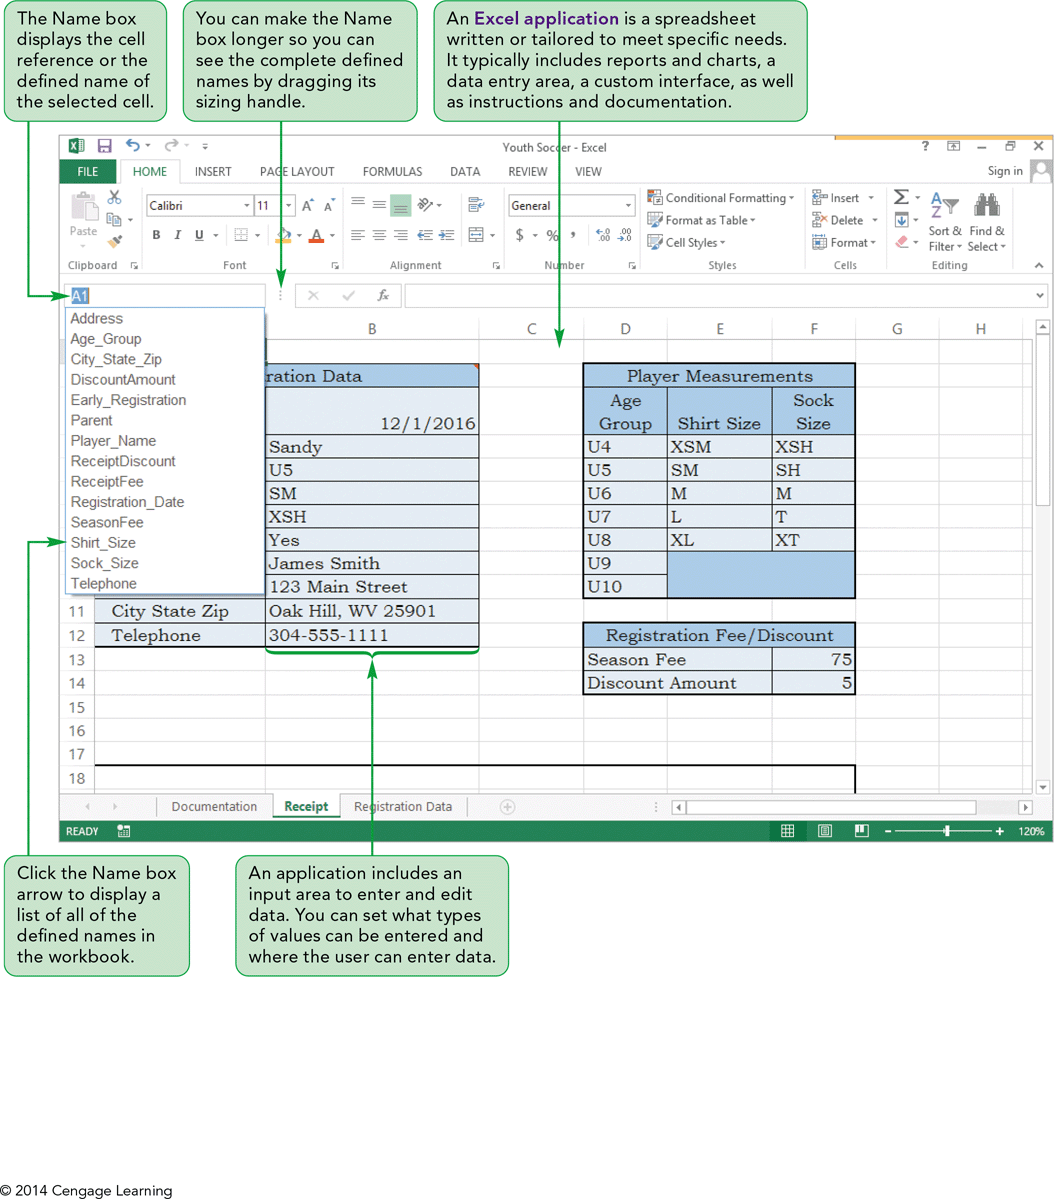 The Name box
displays the cell
reference or the
defined name of
the selected cell.
You can make the Name
box longer so you can
see the complete defined
names by dragging its
sizing handle.
An Excel application is a spreadsheet
written or tailored to meet specific needs.
It typically includes reports and charts, a
data entry area, a custom interface, as well
as instructions and documentation.
Youth Soccer - Excel
?
FILE HOME INSERT PAGE LAYOUT FORMULAS DATA REVIEW VIEW Sign in
Paste
Calibri 11
B I U A
General
$ % ,
Conditional Formatting
Format as Table
Cell Styles
Insert
Delete
Format
Sort & Filter
Find & Select
Clipboard Font Alignment Number Styles Cells Editing
A1 fx
Address
Age_Group
City_State_Zip
DiscountAmount
Early_Registration
Parent
Player_Name
ReceiptDiscount
ReceiptFee
Registration_Date
SeasonFee
Shirt_Size
Sock_Size
Telephone
B C D E F G H
ration Data
12/1/2016
Sandy
U5
SM
XSH
Yes
James Smith
123 Main Street
11 City State Zip Oak Hill, WV 25901
12 Telephone 304-555-1111
13
14
15
16
17
18
Player Measurements
Age Group Shirt Size Sock Size
U4 XSM XSH
U5 SM SH
U6 M M
U7 L T
U8 XL XT
U9
U10
Registration Fee/Discount
Season Fee 75
Discount Amount 5
Documentation Receipt Registration Data
READY 120%
Click the Name box
arrow to display a
list of all of the
defined names in
the workbook.
An application includes an
input area to enter and edit
data. You can set what types
of values can be entered and
where the user can enter data.
© 2014 Cengage Learning